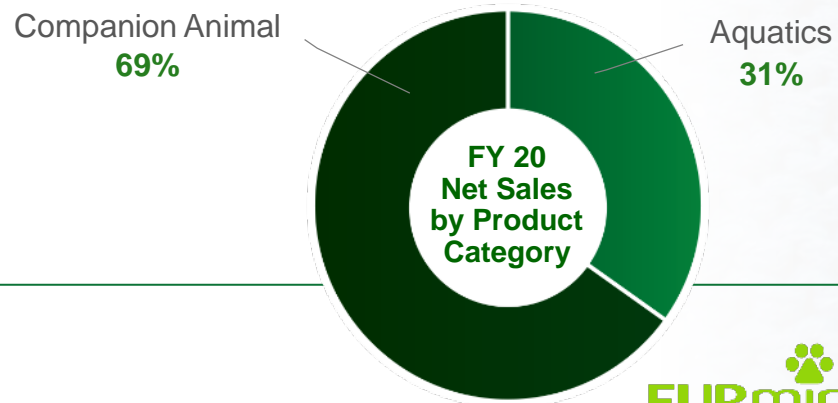 Companion Animal
69%
Aquatics
31%
FY 20
Net Sales
by Product
Category